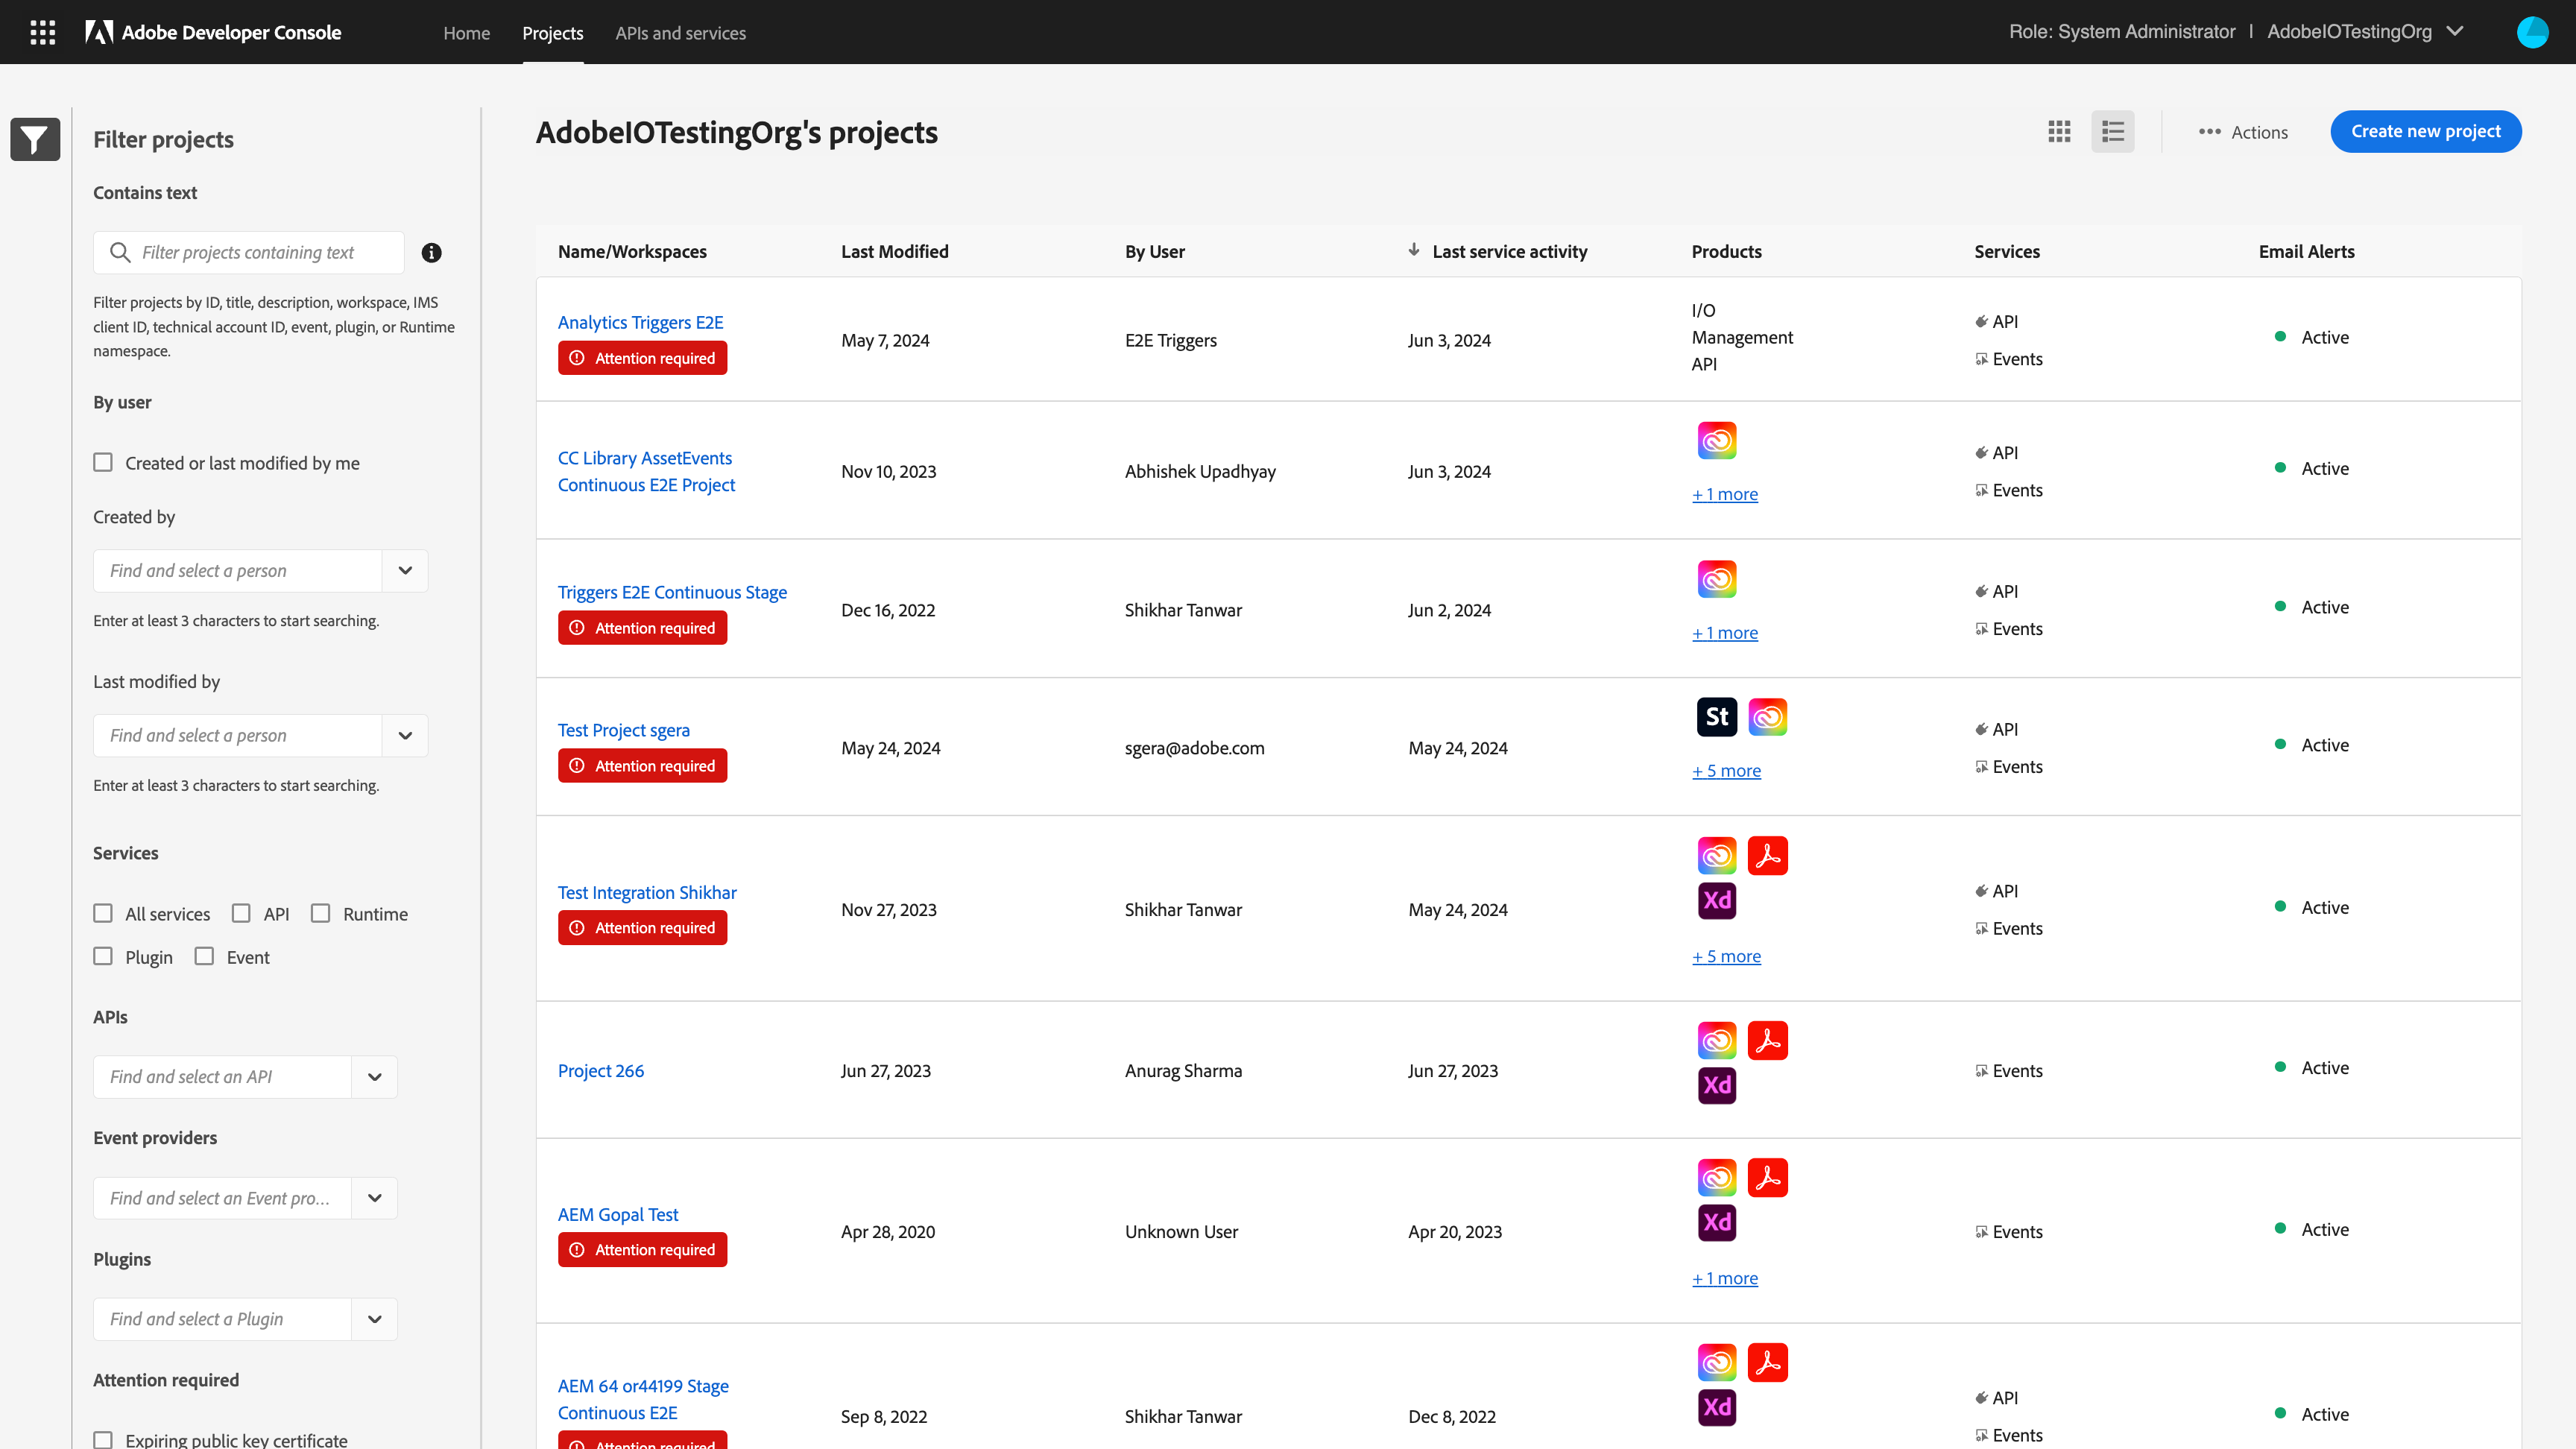 Adobe Developer Console
Home
Projects
APIs and services
Role: System Administrator | AdobeIOTestingOrg
Filter projects
Contains text
Filter projects containing text
Filter projects by ID, title, description, workspace, IMS
client ID, technical account ID, event, plugin, or Runtime
namespace.
By user
Created or last modified by me
Created by
Find and select a person
Enter at least 3 characters to start searching.
Last modified by
Find and select a person
Enter at least 3 characters to start searching.
Services
All services
API
Runtime
Plugin
Event
APIs
Find and select an API
Event providers
Find and select an Event pro...
Plugins
Find and select a Plugin
Attention required
Expiring public key certificate
AdobeIOTestingOrg's projects
Actions
Create new project
Name/Workspaces
Last Modified
By User
Last service activity
Products
Services
Email Alerts
Analytics Triggers E2E
Attention required
May 7, 2024
E2E Triggers
Jun 3, 2024
I/O
Management
API
API
Events
Active
CC Library AssetEvents
Continuous E2E Project
Nov 10, 2023
Abhishek Upadhyay
Jun 3, 2024
+ 1 more
API
Events
Active
Triggers E2E Continuous Stage
Attention required
Dec 16, 2022
Shikhar Tanwar
Jun 2, 2024
+ 1 more
API
Events
Active
Test Project sgera
Attention required
May 24, 2024
sgera@adobe.com
May 24, 2024
St
+ 5 more
API
Events
Active
Test Integration Shikhar
Attention required
Nov 27, 2023
Shikhar Tanwar
May 24, 2024
Xd
+ 5 more
API
Events
Active
Project 266
Jun 27, 2023
Anurag Sharma
Jun 27, 2023
Xd
Events
Active
AEM Gopal Test
Attention required
Apr 28, 2020
Unknown User
Apr 20, 2023
Xd
+ 1 more
Events
Active
AEM 64 or44199 Stage
Continuous E2E
Attention required
Sep 8, 2022
Shikhar Tanwar
Dec 8, 2022
Xd
API
Events
Active